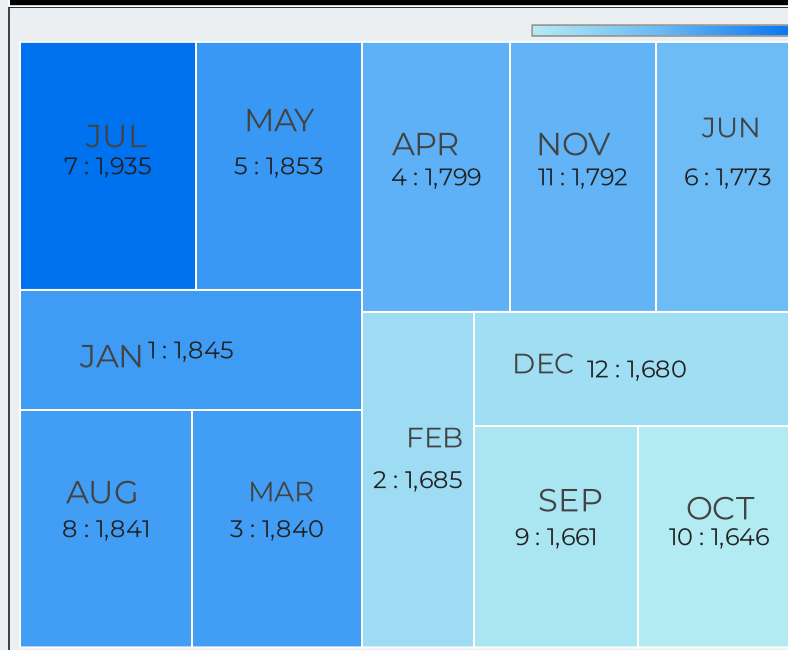 JUL
7 : 1,935
MAY
5 : 1,853
APR
4 : 1,799
NOV
11 : 1,792
JUN
6 : 1,773
JAN 1 : 1,845
AUG
8 : 1,841
MAR
3 : 1,840
FEB
2 : 1,685
DEC 12 : 1,680
SEP
9 : 1,661
OCT
10 : 1,646